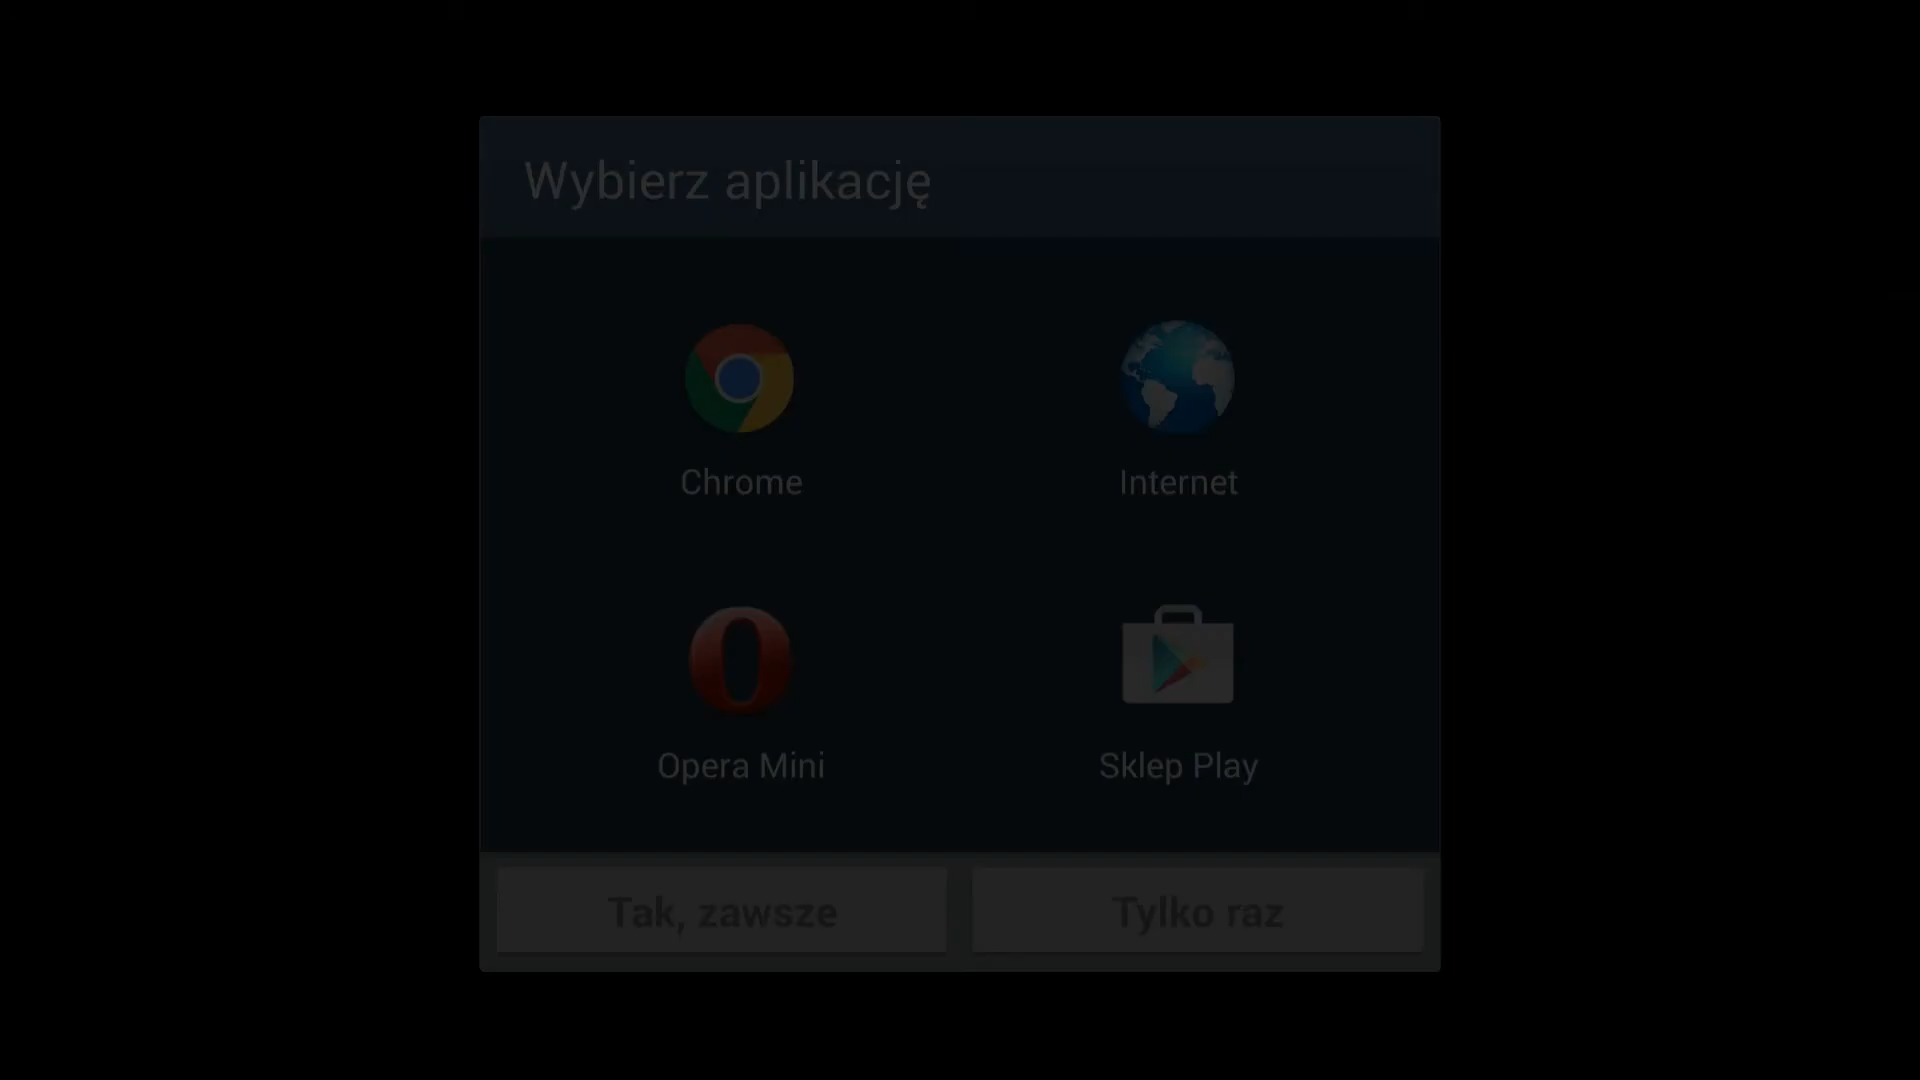 Wybierz aplikację
Chrome
Internet
Opera Mini
Sklep Play
Tak, zawsze
Tylko raz